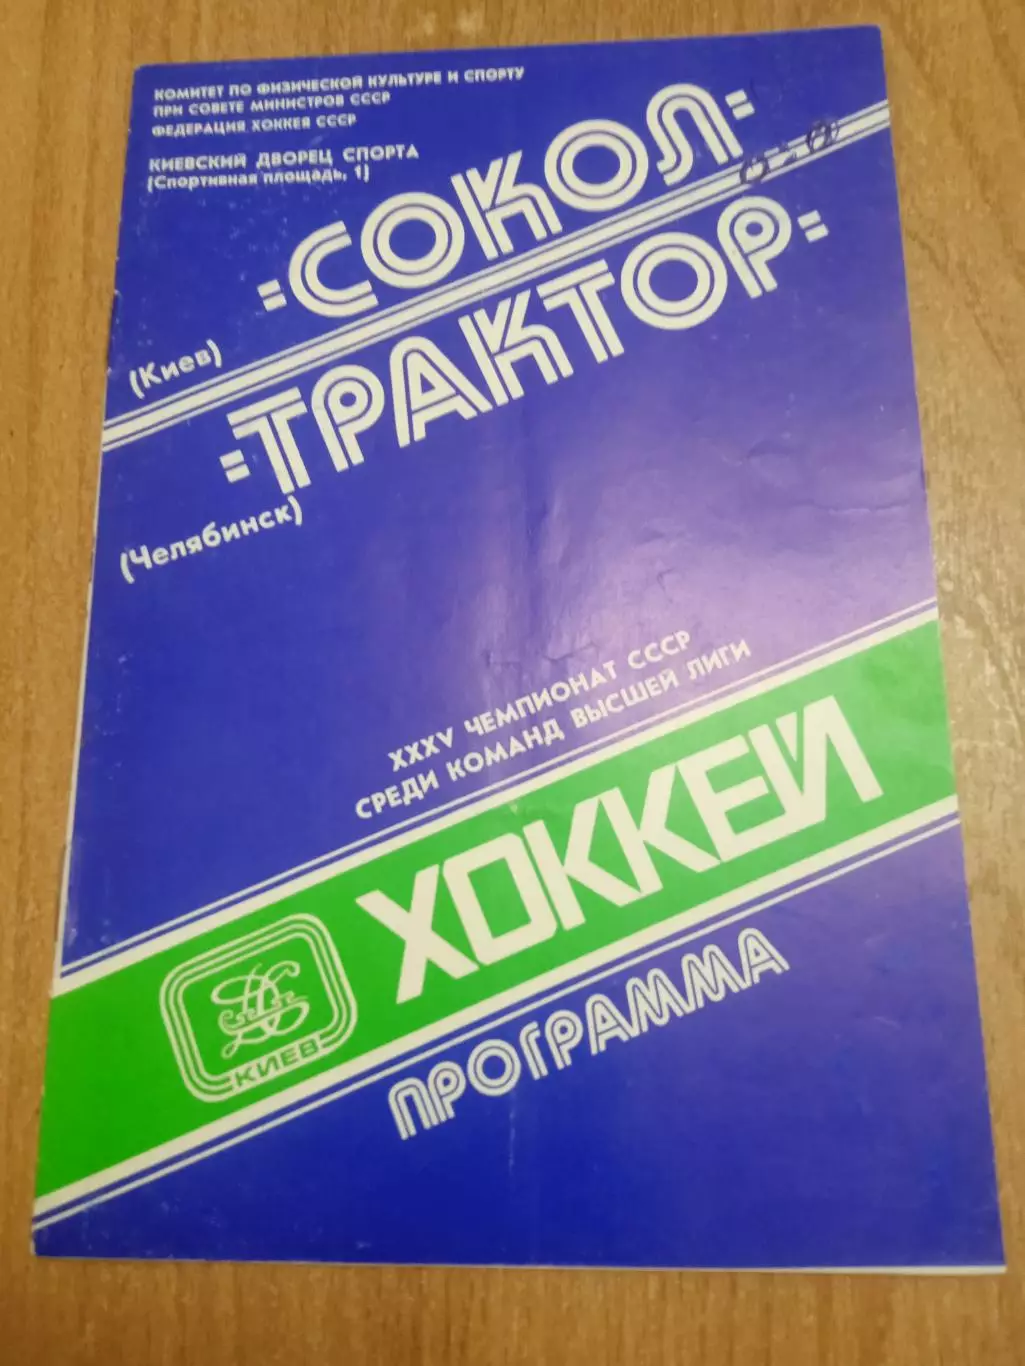 КОМИТЕТ ПО ФИЗИЧЕСКОЙ КУЛЬТУРЕ И СПОРТУ
ПРИ СОВЕТЕ МИНИСТРОВ СССР
ФЕДЕРАЦИЯ ХОККЕЯ СССР
КИЕВСКИЙ ДВОРЕЦ СПОРТА
(Спортивная площадь, 1)
=СОКОЛ=
(Киев)
=ТРАКТОР=
(Челябинск)
XXXV ЧЕМПИОНАТ СССР
СРЕДИ КОМАНД ВЫСШЕЙ ЛИГИ
ХОККЕЙ
КИЕВ
ПРОГРАММА